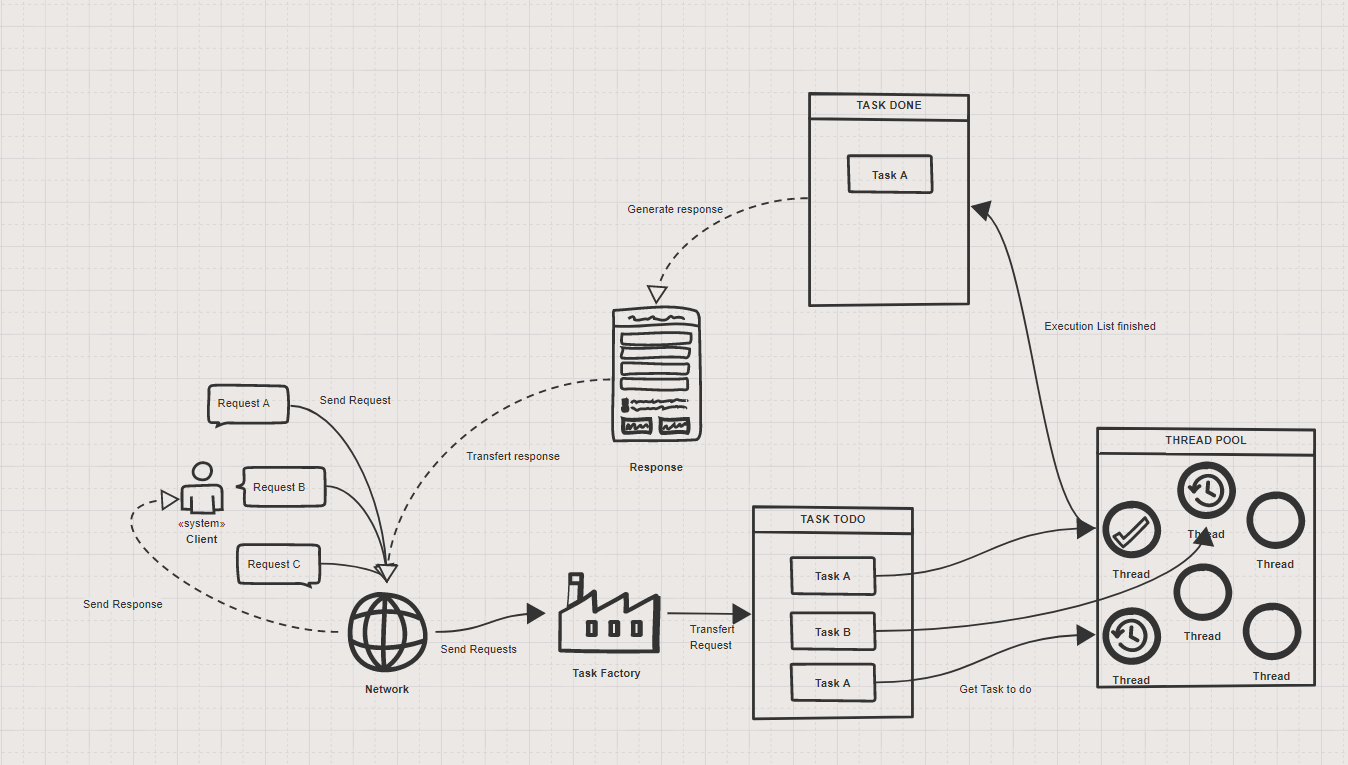 TASK DONE
Task A
Generate response
Execution List finished
Request A
Send Request
Transfert response
Response
THREAD POOL
Request B
«system»
Client
Request C
Send Response
Network
Send Requests
Task Factory
Transfert
Request
TASK TODO
Task A
Task B
Task A
Get Task to do
Thread
Thread
Thread
Thread
Thread
Thread